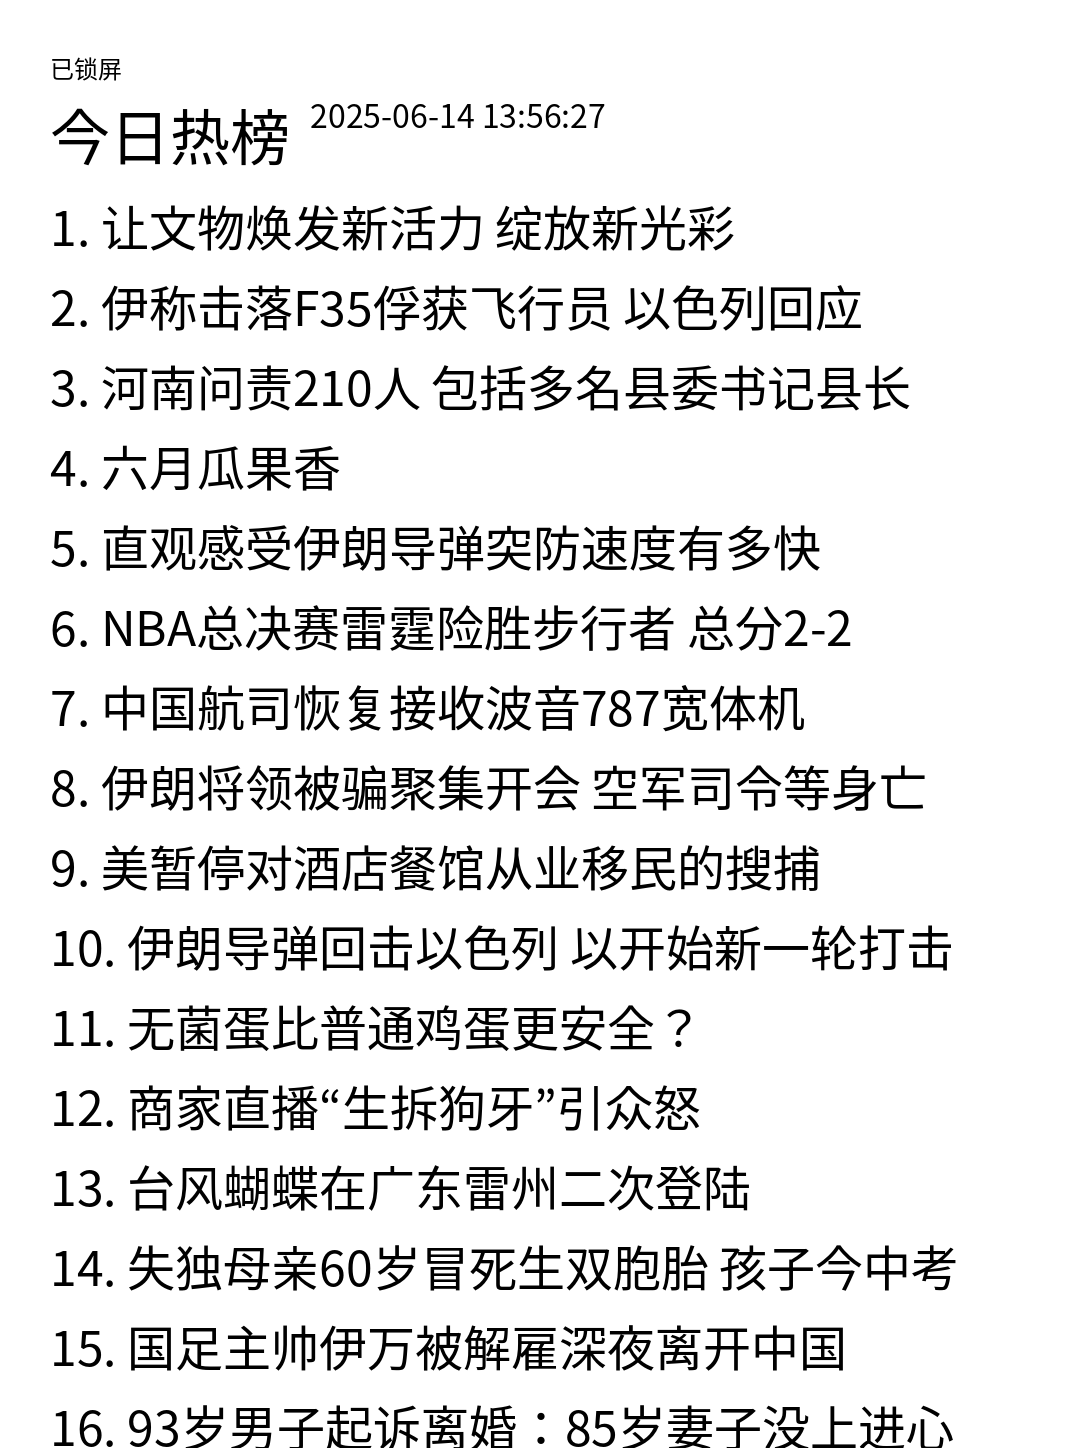 已锁屏
今日热榜 2025-06-14 13:56:27
1. 让文物焕发新活力 绽放新光彩
2. 伊称击落F35俘获飞行员 以色列回应
3. 河南问责210人 包括多名县委书记县长
4. 六月瓜果香
5. 直观感受伊朗导弹突防速度有多快
6. NBA总决赛雷霆险胜步行者 总分2-2
7. 中国航司恢复接收波音787宽体机
8. 伊朗将领被骗聚集开会 空军司令等身亡
9. 美暂停对酒店餐馆从业移民的搜捕
10. 伊朗导弹回击以色列 以开始新一轮打击
11. 无菌蛋比普通鸡蛋更安全？
12. 商家直播“生拆狗牙”引众怒
13. 台风蝴蝶在广东雷州二次登陆
14. 失独母亲60岁冒死生双胞胎 孩子今中考
15. 国足主帅伊万被解雇深夜离开中国
16. 93岁男子起诉离婚：85岁妻子没上进心